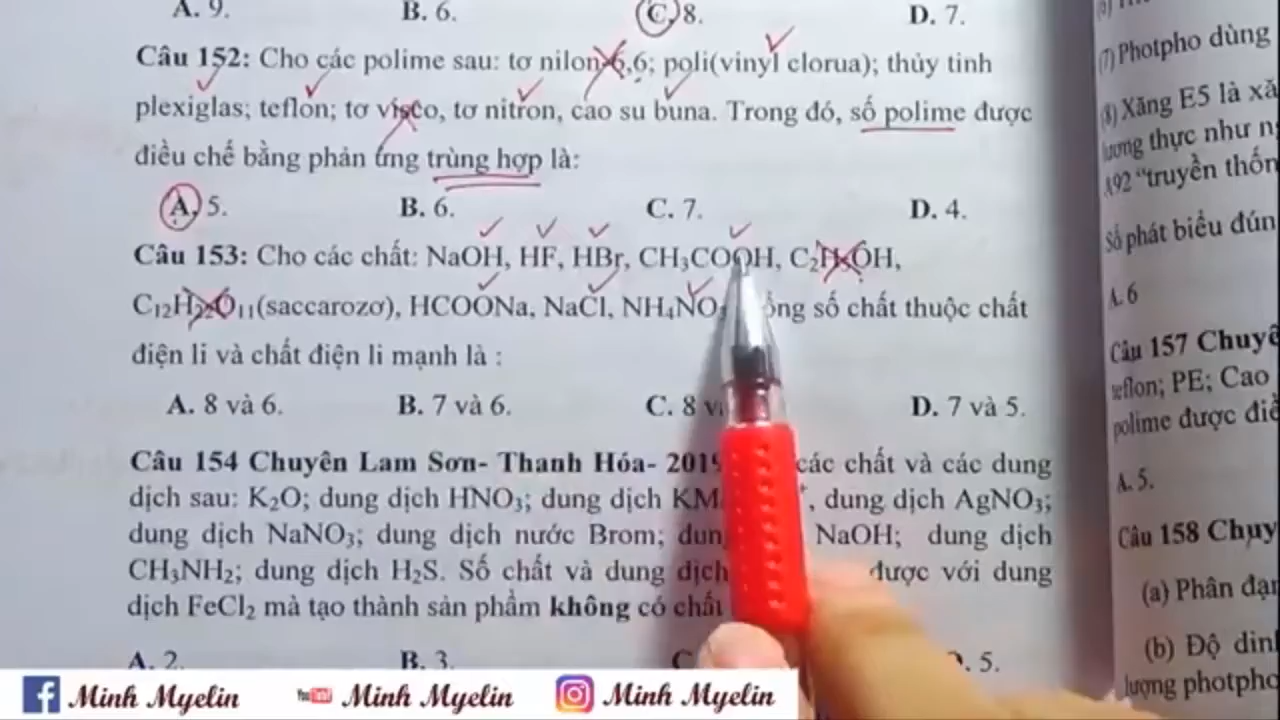 A. 9. B. 6. C. 8. D. 7.
Câu 152: Cho các polime sau: tơ nilon-6,6; poli(vinyl clorua); thủy tinh
plexiglas; teflon; tơ visco, tơ nitron, cao su buna. Trong đó, số polime được
điều chế bằng phản ứng trùng hợp là:
A. 5. B. 6. C. 7. D. 4.
Câu 153: Cho các chất: NaOH, HF, HBr, CH₃COOH, C₂H₅OH,
C₁₂H₂₂O₁₁(saccarozơ), HCOONa, NaCl, NH₄NO₃ số chất thuộc chất
điện li và chất điện li mạnh là :
A. 8 và 6. B. 7 và 6. C. 8 D. 7 và 5.
Câu 154 Chuyên Lam Sơn- Thanh Hóa- 2019 các chất và các dung
dịch sau: K₂O; dung dịch HNO₃; dung dịch , dung dịch AgNO₃;
dung dịch NaNO₃; dung dịch nước Brom; NaOH; dung dịch
CH₃NH₂; dung dịch H₂S. Số chất và dung dịch được với dung
dịch FeCl₂ mà tạo thành sản phẩm không có chất
A. 2. B. 3. C 5.
(7) Photpho dùng
(8) Xăng E5 là
lương thực như
A92 "truyền thốn
Số phát biểu đún
A. 6
Câu 157 Chuyê
teflon; PE; Cao
polime được điề
A. 5.
Câu 158 Chuy
(a) Phân đạ
(b) Độ din
lượng photpho
Minh Myelin YouTube Minh Myelin Minh Myelin